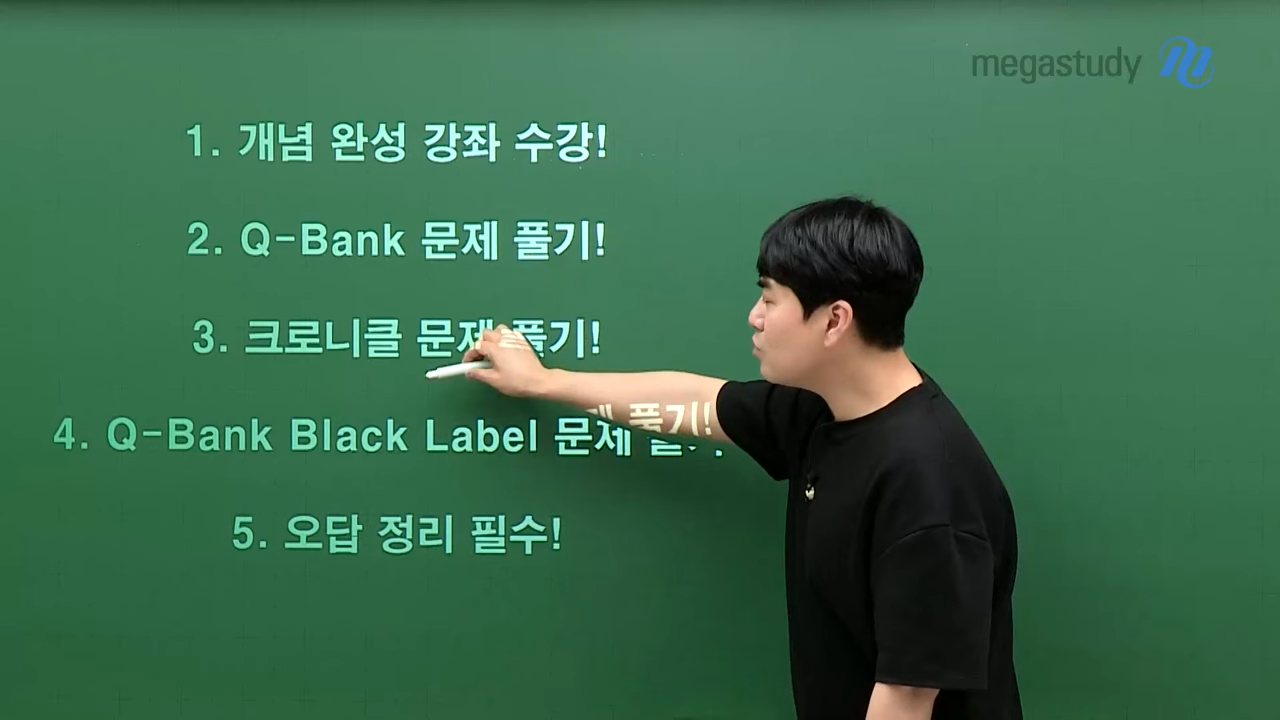 megastudy
1. 개념 완성 강좌 수강!
2. Q-Bank 문제 풀기!
3. 크로니클 문제 풀기!
4. Q-Bank Black Label 문제 풀기!
5. 오답 정리 필수!